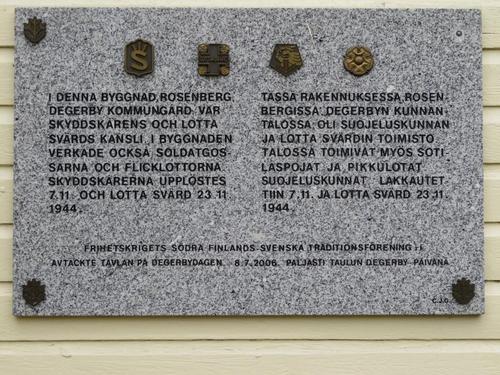 S
I DENNA BYGGNAD, ROSENBERG,
DEGERBY KOMMUNGÅRD VAR
SKYDDSKÅRENS OCH LOTTA
SVÄRDS KANSLI. I BYGGNADEN
VERKADE OCKSÅ SOLDATGOS-
SARNA OCH FLICKLOTTORNA.
SKYDDSKÅRERNA UPPLÖSTES
7.11. OCH LOTTA SVÄRD 23.11.
1944.
TÄSSÄ RAKENNUKSESSA, ROSEN-
BERGISSA, DEGERBYN KUNNAN-
TALOSSA, OLI SUOJELUSKUNNAN
JA LOTTA SVÄRDIN TOIMISTO.
TALOSSA TOIMIVAT MYÖS SOTI-
LASPOJAT JA PIKKULOTAT.
SUOJELUSKUNNAT LAKKAUTET-
TIIN 7.11. JA LOTTA SVÄRD 23.11.
1944.
FRIHETSKRIGETS SÖDRA FINLANDS SVENSKA TRADITIONSFÖRENING r.f.
AVTÄCKTE TAVLAN PÅ DEGERBYDAGEN. 8.7.2006. PALJASTI TAULUN DEGERBY PÄIVÄNÄ
C.J.G.